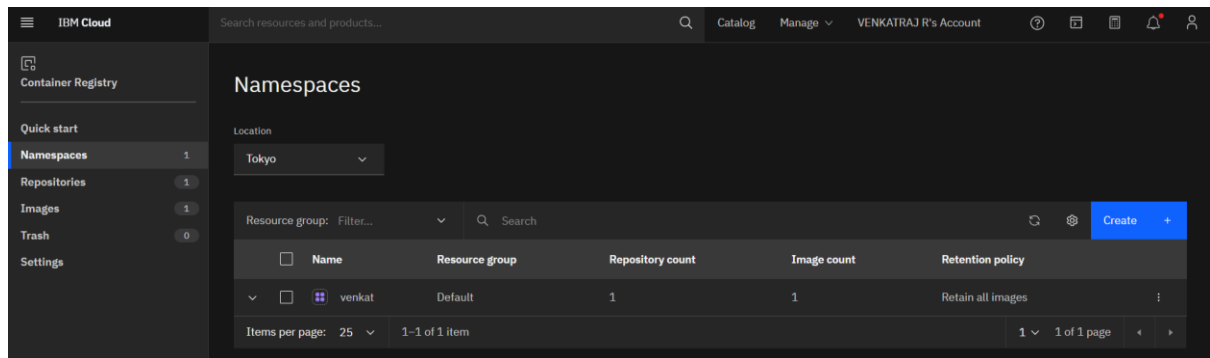 IBM Cloud
Search resources and products...
Catalog
Manage
VENKATRAJ R's Account
Container Registry
Quick start
Namespaces 1
Repositories 1
Images 1
Trash 0
Settings
Namespaces
Location
Tokyo
Resource group: Filter...
Search
Create +
Name Resource group Repository count Image count Retention policy
venkat Default 1 1 Retain all images
Items per page: 25 1–1 of 1 item 1 1 of 1 page